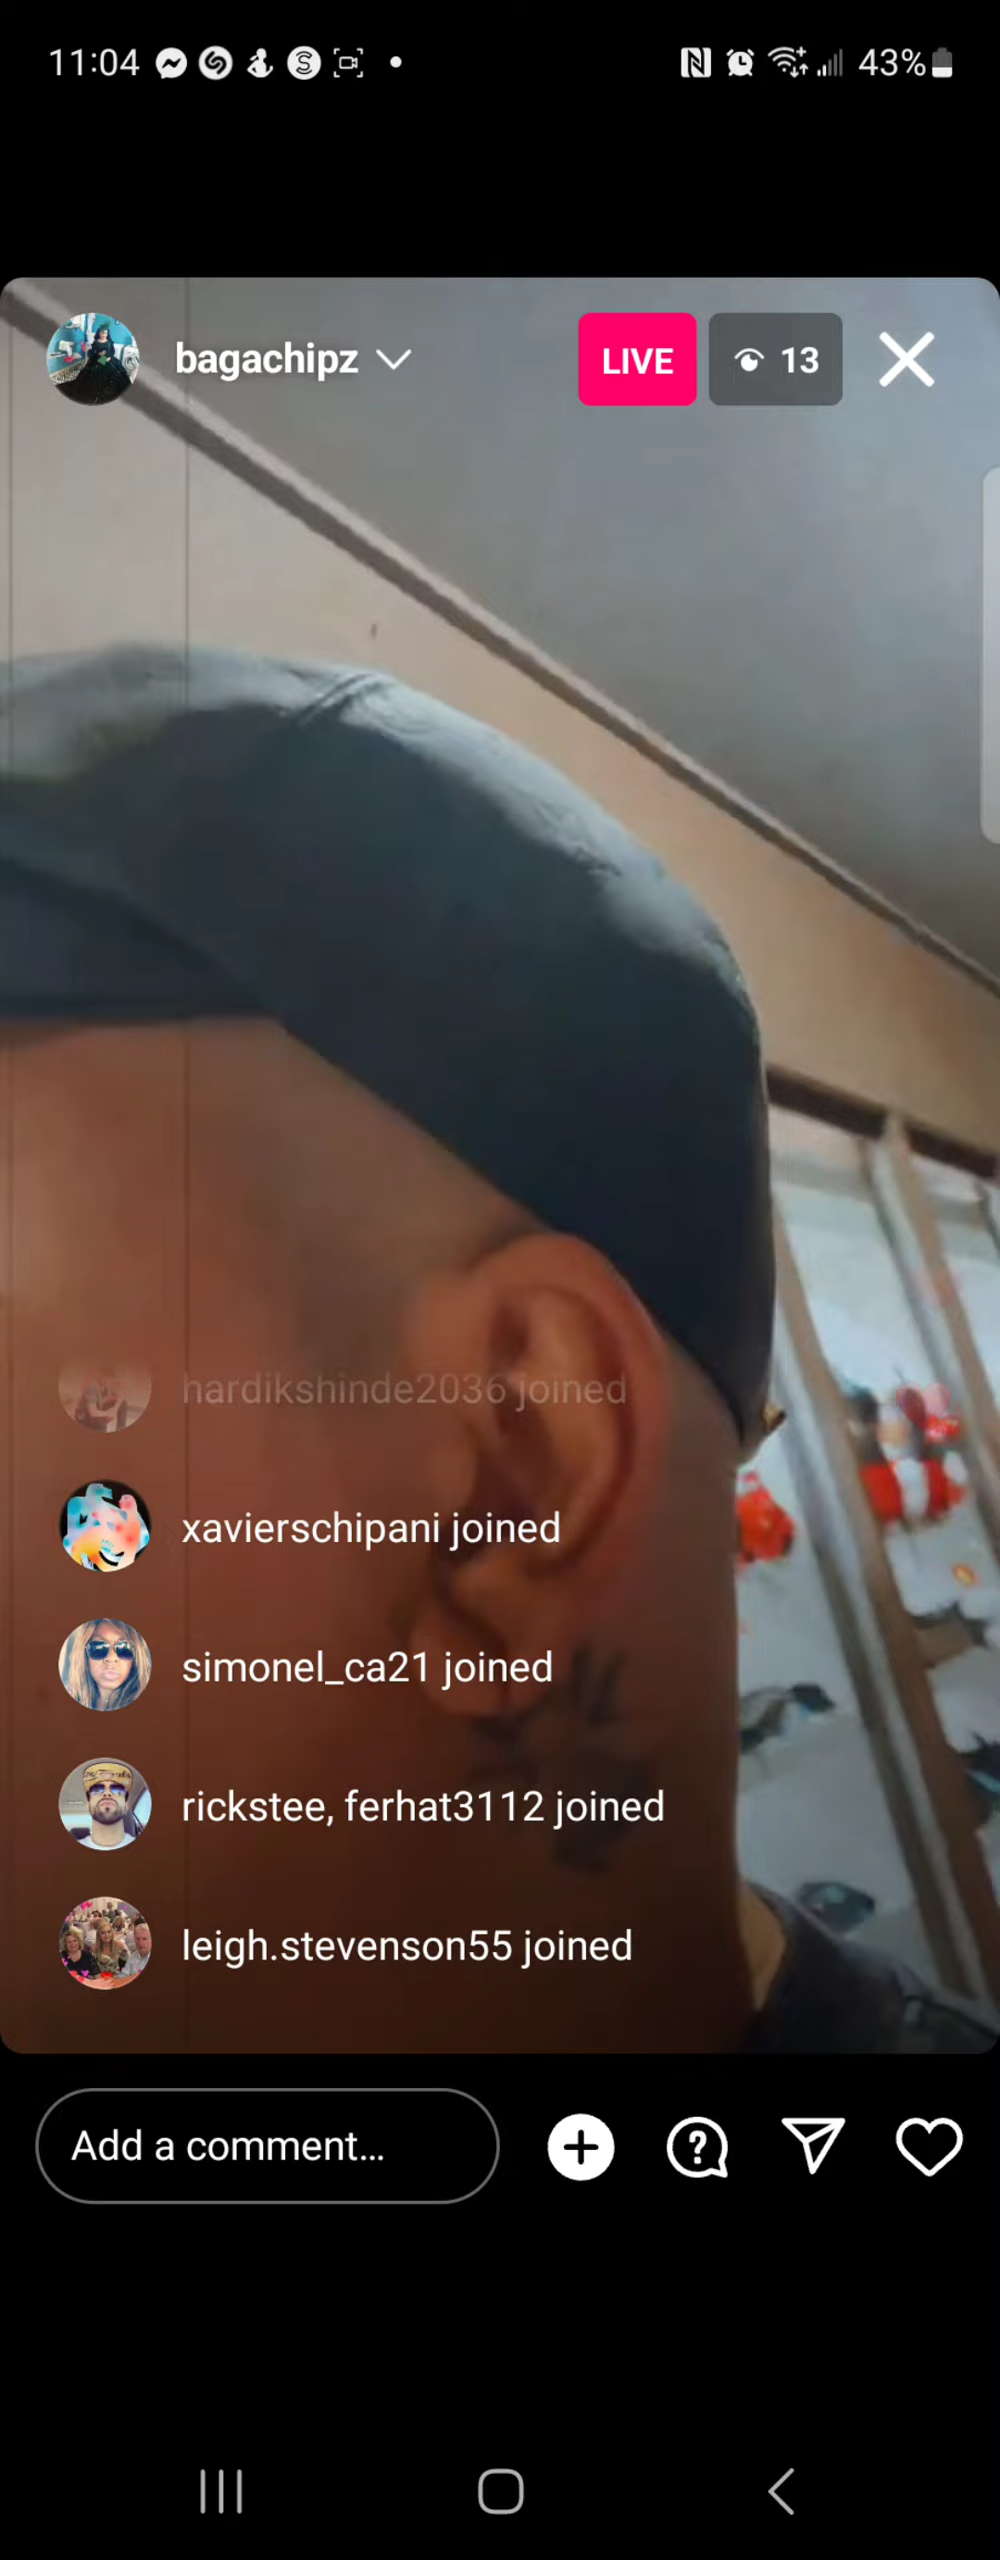 11:04 43%
bagachipz LIVE 13
hardikshinde2036 joined
xavierschipani joined
simonel_ca21 joined
rickstee, ferhat3112 joined
leigh.stevenson55 joined
Add a comment...